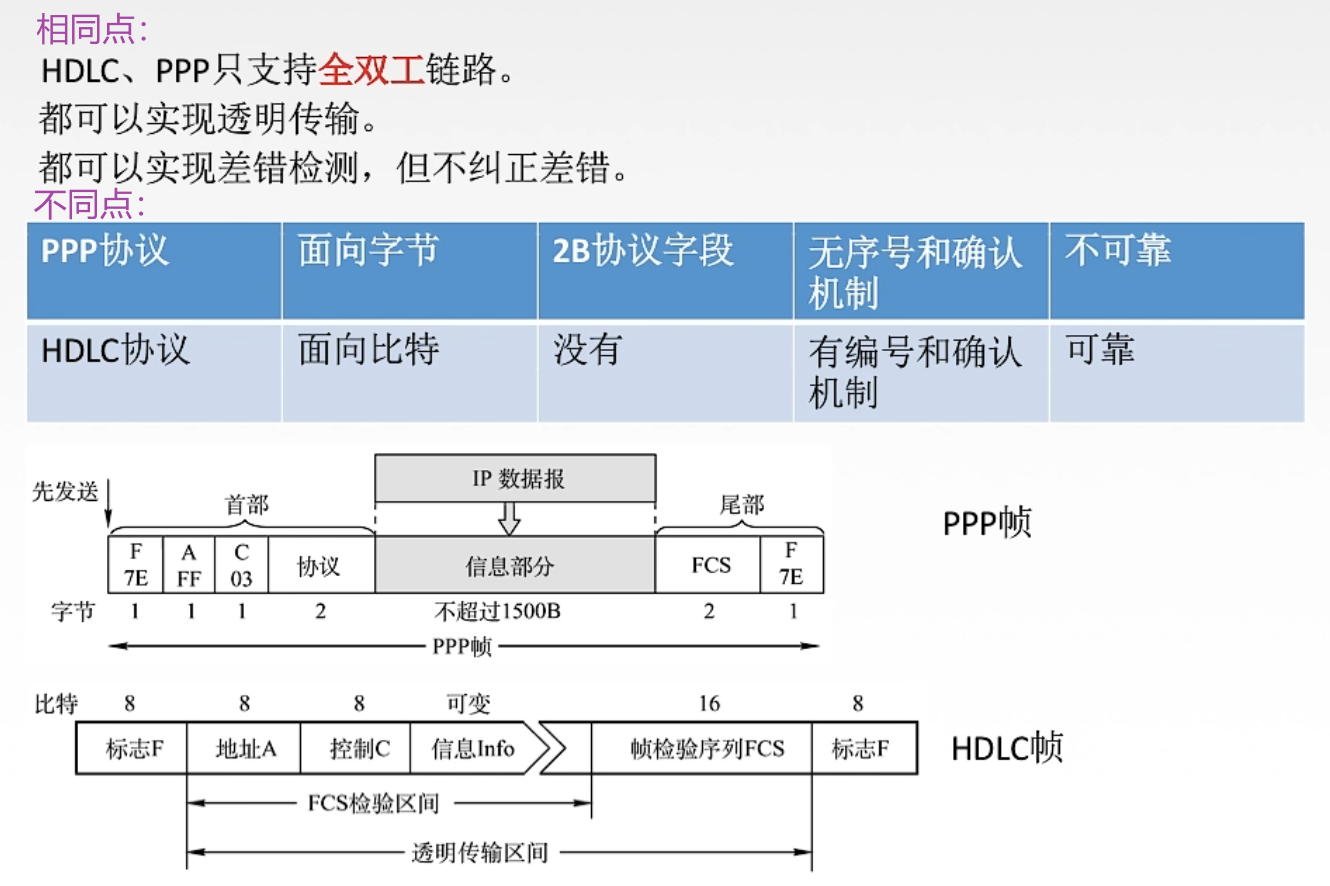 相同点：
HDLC、PPP只支持全双工链路。
都可以实现透明传输。
都可以实现差错检测，但不纠正差错。
不同点：
PPP协议 面向字节 2B协议字段 无序号和确认机制 不可靠
HDLC协议 面向比特 没有 有编号和确认机制 可靠
IP 数据报
先发送 首部 尾部
PPP帧
F A C
7E FF 03 协议 信息部分 FCS F 7E
字节 1 1 1 2 不超过1500B 2 1
PPP帧
比特 8 8 8 可变 16 8
标志F 地址A 控制C 信息Info 帧检验序列FCS 标志F
HDLC帧
FCS检验区间
透明传输区间